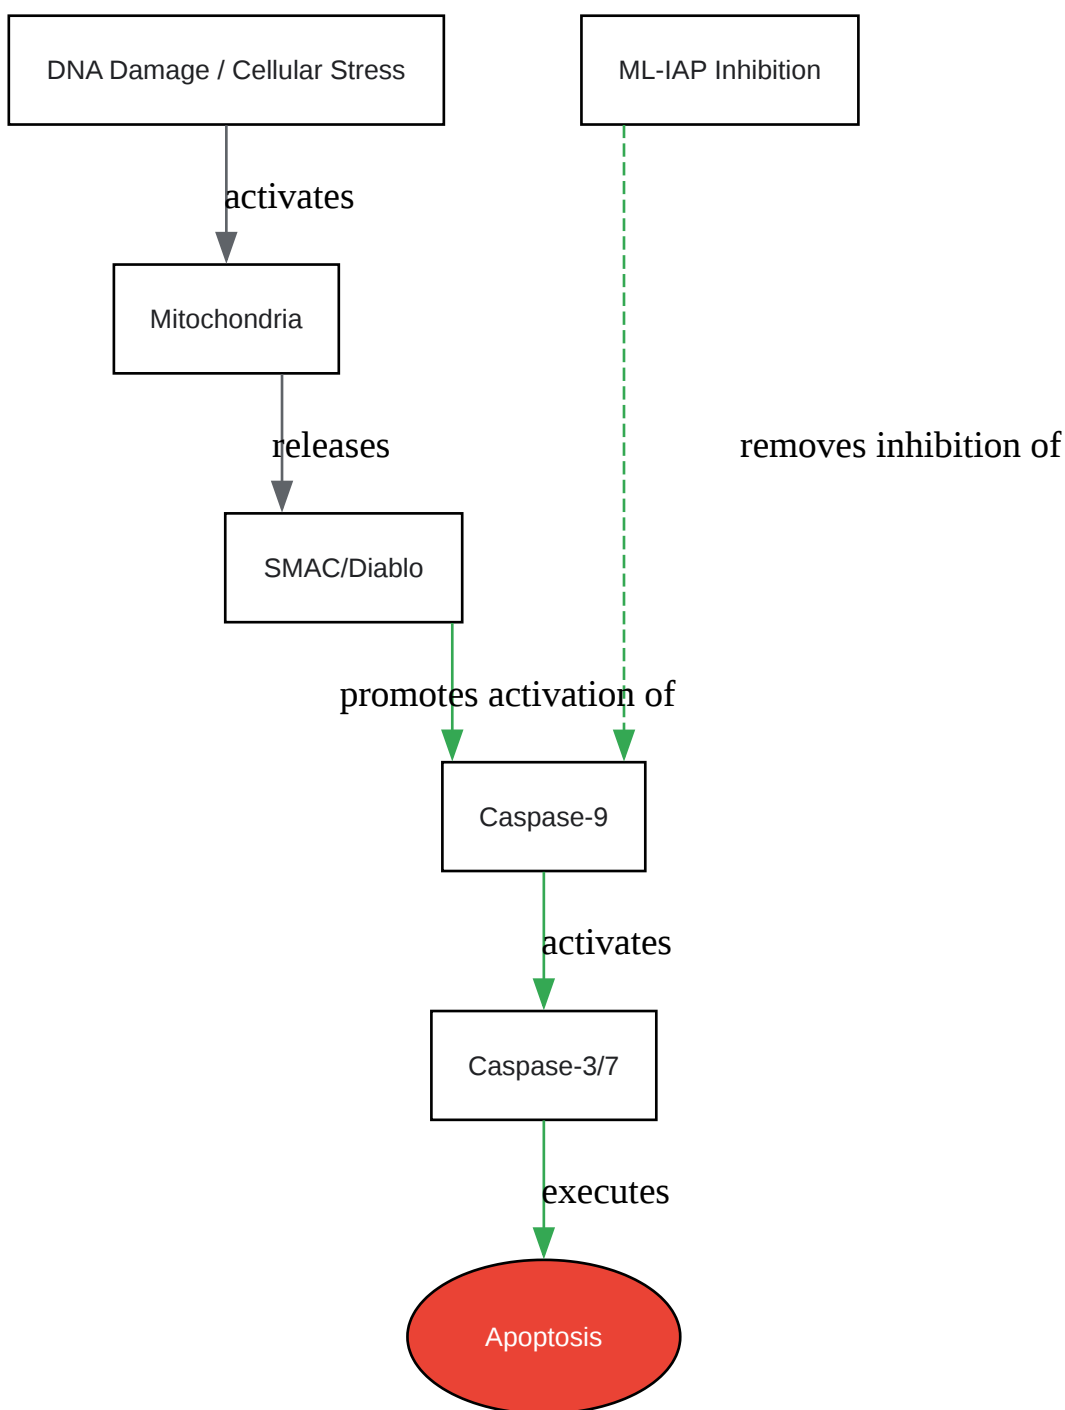 DNA Damage / Cellular Stress
ML-IAP Inhibition
activates
Mitochondria
releases
removes inhibition of
SMAC/Diablo
promotes activation of
Caspase-9
activates
Caspase-3/7
executes
Apoptosis